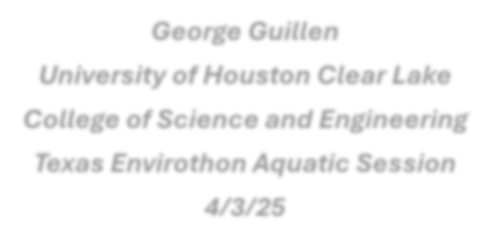 George Guillen
University of Houston Clear Lake
College of Science and Engineering
Texas Envirothon Aquatic Session
4/3/25